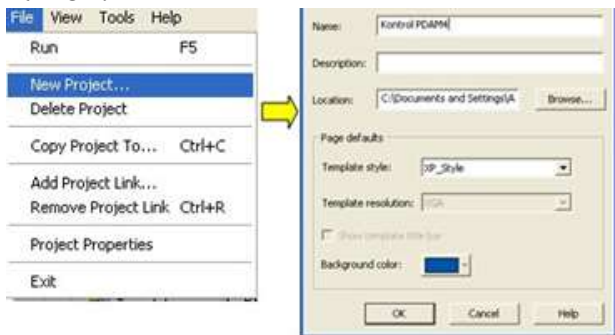 File View Tools Help
Run F5
New Project...
Delete Project
Copy Project To... Ctrl+C
Add Project Link...
Remove Project Link Ctrl+R
Project Properties
Exit
Name: Kontrol PDAM4
Description:
Location: C:\Documents and Settings\A Browse...
Page defaults
Template style: XP_Style
Template resolution: VGA
Show template title bar
Background color:
OK Cancel Help